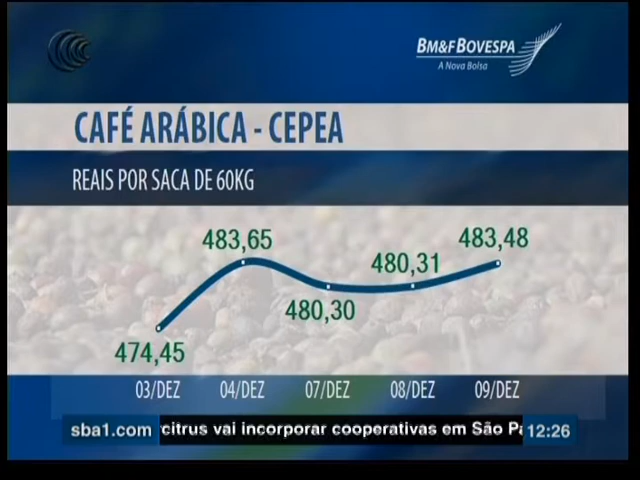 BM&FBOVESPA
A Nova Bolsa
CAFÉ ARÁBICA - CEPEA
REAIS POR SACA DE 60KG
474,45
483,65
480,30
480,31
483,48
03/DEZ
04/DEZ
07/DEZ
08/DEZ
09/DEZ
sba1.com
citrus vai incorporar cooperativas em São
12:26